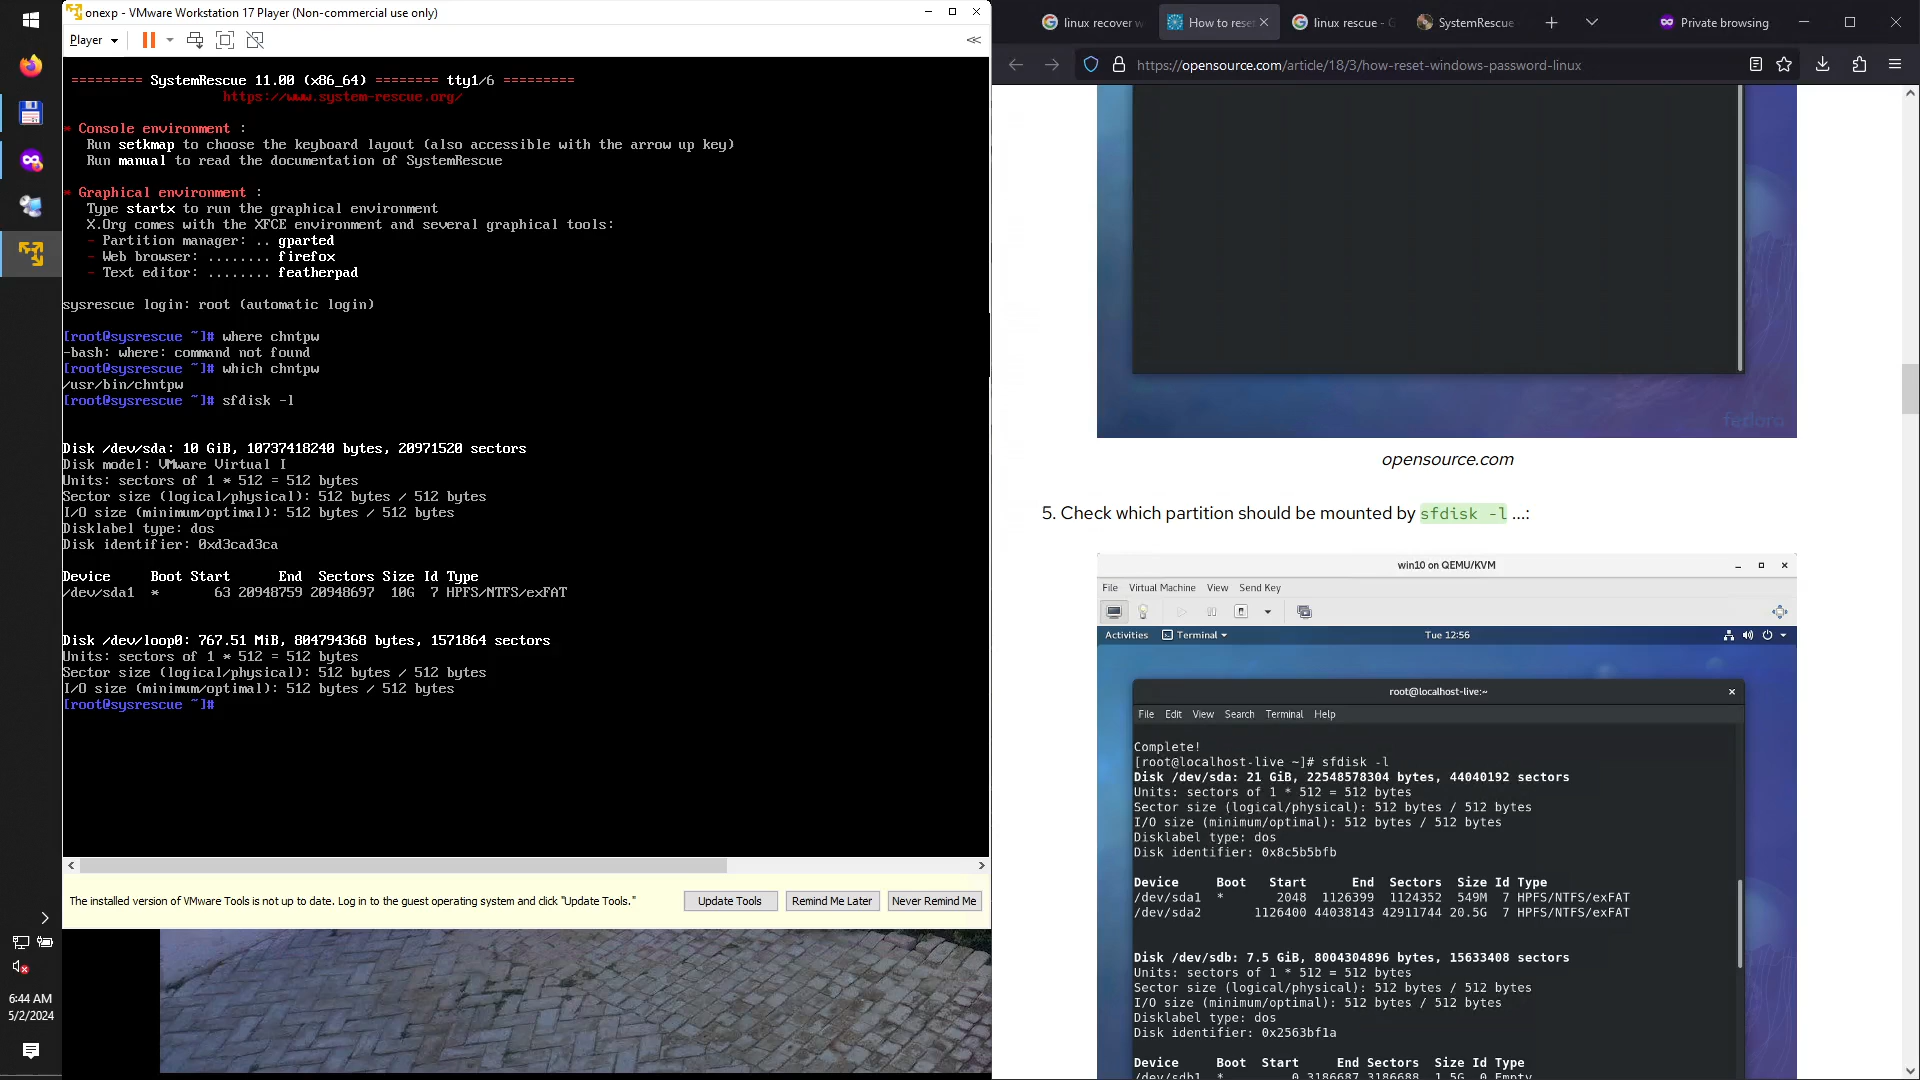 onexp - VMware Workstation 17 Player (Non-commercial use only)
Player
========= SystemRescue 11.00 (x86_64) ======== tty1/6 =========
https://www.system-rescue.org/
* Console environment :
Run setkmap to choose the keyboard layout (also accessible with the arrow up key)
Run manual to read the documentation of SystemRescue
* Graphical environment :
Type startx to run the graphical environment
X.Org comes with the XFCE environment and several graphical tools:
- Partition manager: .. gparted
- Web browser: ........ firefox
- Text editor: ........ featherpad
sysrescue login: root (automatic login)
[root@sysrescue ~]# where chntpw
-bash: where: command not found
[root@sysrescue ~]# which chntpw
/usr/bin/chntpw
[root@sysrescue ~]# sfdisk -l
Disk /dev/sda: 10 GiB, 10737418240 bytes, 20971520 sectors
Disk model: VMware Virtual I
Units: sectors of 1 * 512 = 512 bytes
Sector size (logical/physical): 512 bytes / 512 bytes
I/O size (minimum/optimal): 512 bytes / 512 bytes
Disklabel type: dos
Disk identifier: 0xd3cad3ca
Device Boot Start End Sectors Size Id Type
/dev/sda1 * 63 20948759 20948697 10G 7 HPFS/NTFS/exFAT
Disk /dev/loop0: 767.51 MiB, 804794368 bytes, 1571864 sectors
Units: sectors of 1 * 512 = 512 bytes
Sector size (logical/physical): 512 bytes / 512 bytes
I/O size (minimum/optimal): 512 bytes / 512 bytes
[root@sysrescue ~]#
The installed version of VMware Tools is not up to date. Log in to the guest operating system and click "Update Tools."
Update Tools
Remind Me Later
Never Remind Me
6:44 AM
5/2/2024
linux recover w
How to rese
linux rescue - G
SystemRescue
Private browsing
https://opensource.com/article/18/3/how-reset-windows-password-linux
fedora
opensource.com
5. Check which partition should be mounted by sfdisk -l ...:
win10 on QEMU/KVM
File Virtual Machine View Send Key
Activities Terminal Tue 12:56
root@localhost-live:~
File Edit View Search Terminal Help
Complete!
[root@localhost-live ~]# sfdisk -l
Disk /dev/sda: 21 GiB, 22548578304 bytes, 44040192 sectors
Units: sectors of 1 * 512 = 512 bytes
Sector size (logical/physical): 512 bytes / 512 bytes
I/O size (minimum/optimal): 512 bytes / 512 bytes
Disklabel type: dos
Disk identifier: 0x8c5b5bfb
Device Boot Start End Sectors Size Id Type
/dev/sda1 * 2048 1126399 1124352 549M 7 HPFS/NTFS/exFAT
/dev/sda2 1126400 44038143 42911744 20.5G 7 HPFS/NTFS/exFAT
Disk /dev/sdb: 7.5 GiB, 8004304896 bytes, 15633408 sectors
Units: sectors of 1 * 512 = 512 bytes
Sector size (logical/physical): 512 bytes / 512 bytes
I/O size (minimum/optimal): 512 bytes / 512 bytes
Disklabel type: dos
Disk identifier: 0x2563bf1a
Device Boot Start End Sectors Size Id Type
/dev/sdb1 * 0 3186687 3186688 1.5G 0 Empty